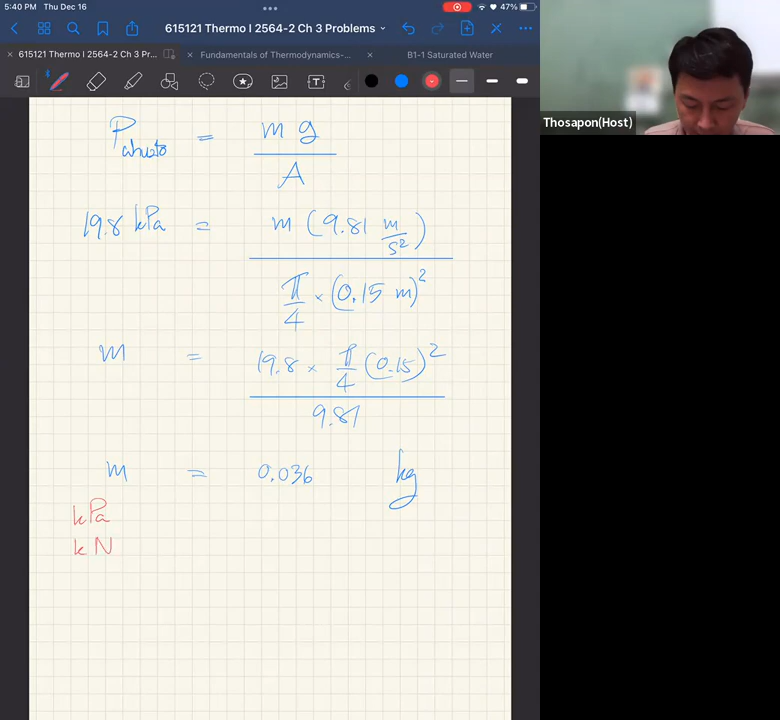 5:40 PM Thu Dec 16
47%
615121 Thermo I 2564-2 Ch 3 Problems
615121 Thermo I 2564-2 Ch 3 Pr...
Fundamentals of Thermodynamics-...
B1-1 Saturated Water
Thosapon(Host)
P = m g / A
19.8 kPa = m (9.81 m/s²) / π/4 × (0.15 m)²
m = 19.8 × π/4 (0.15)² / 9.81
m = 0.036 kg
kPa
kN